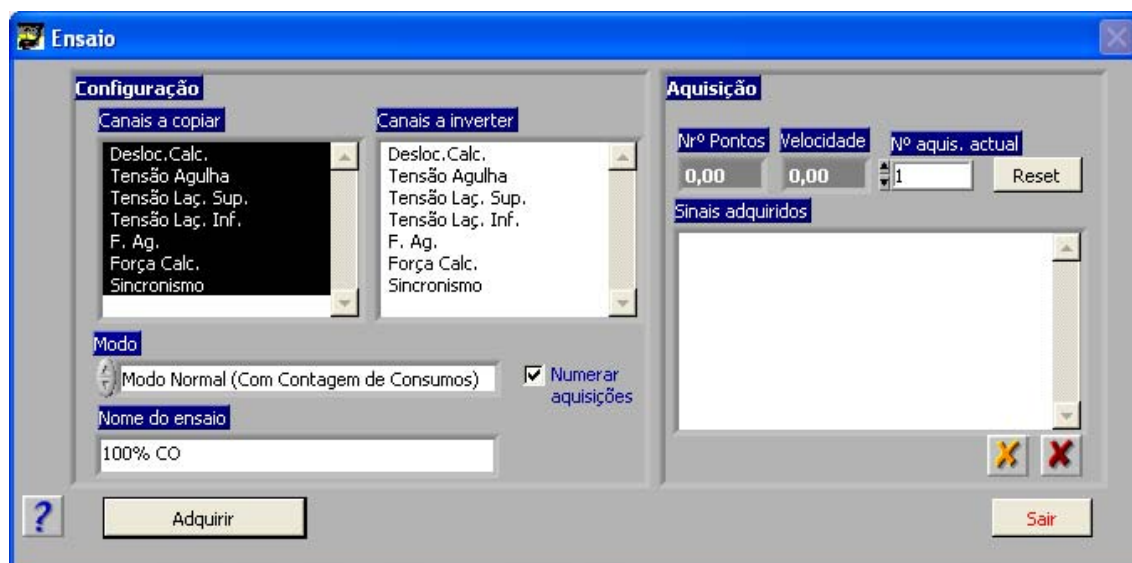 Ensaio
Configuração
Canais a copiar
Desloc.Calc.
Tensão Agulha
Tensão Laç. Sup.
Tensão Laç. Inf.
F. Ag.
Força Calc.
Sincronismo
Canais a inverter
Desloc.Calc.
Tensão Agulha
Tensão Laç. Sup.
Tensão Laç. Inf.
F. Ag.
Força Calc.
Sincronismo
Modo
Modo Normal (Com Contagem de Consumos)
Numerar
aquisições
Nome do ensaio
100% CO
? Adquirir
Aquisição
Nrº Pontos Velocidade Nº aquis. actual
0,00 0,00 1 Reset
Sinais adquiridos
X X
Sair